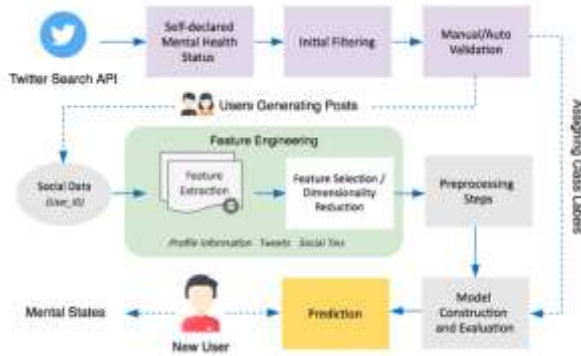 Twitter Search API
Self-declared
Mental Health
Status
Initial Filtering
Manual/Auto
Validation
Users Generating Posts
Assigning Class Labels
Feature Engineering
Social Data
(User_ID)
Feature
Extraction
Feature Selection /
Dimensionality
Reduction
Preprocessing
Steps
Profile Information Tweets Social Ties
Mental States
New User
Prediction
Model
Construction
and Evaluation